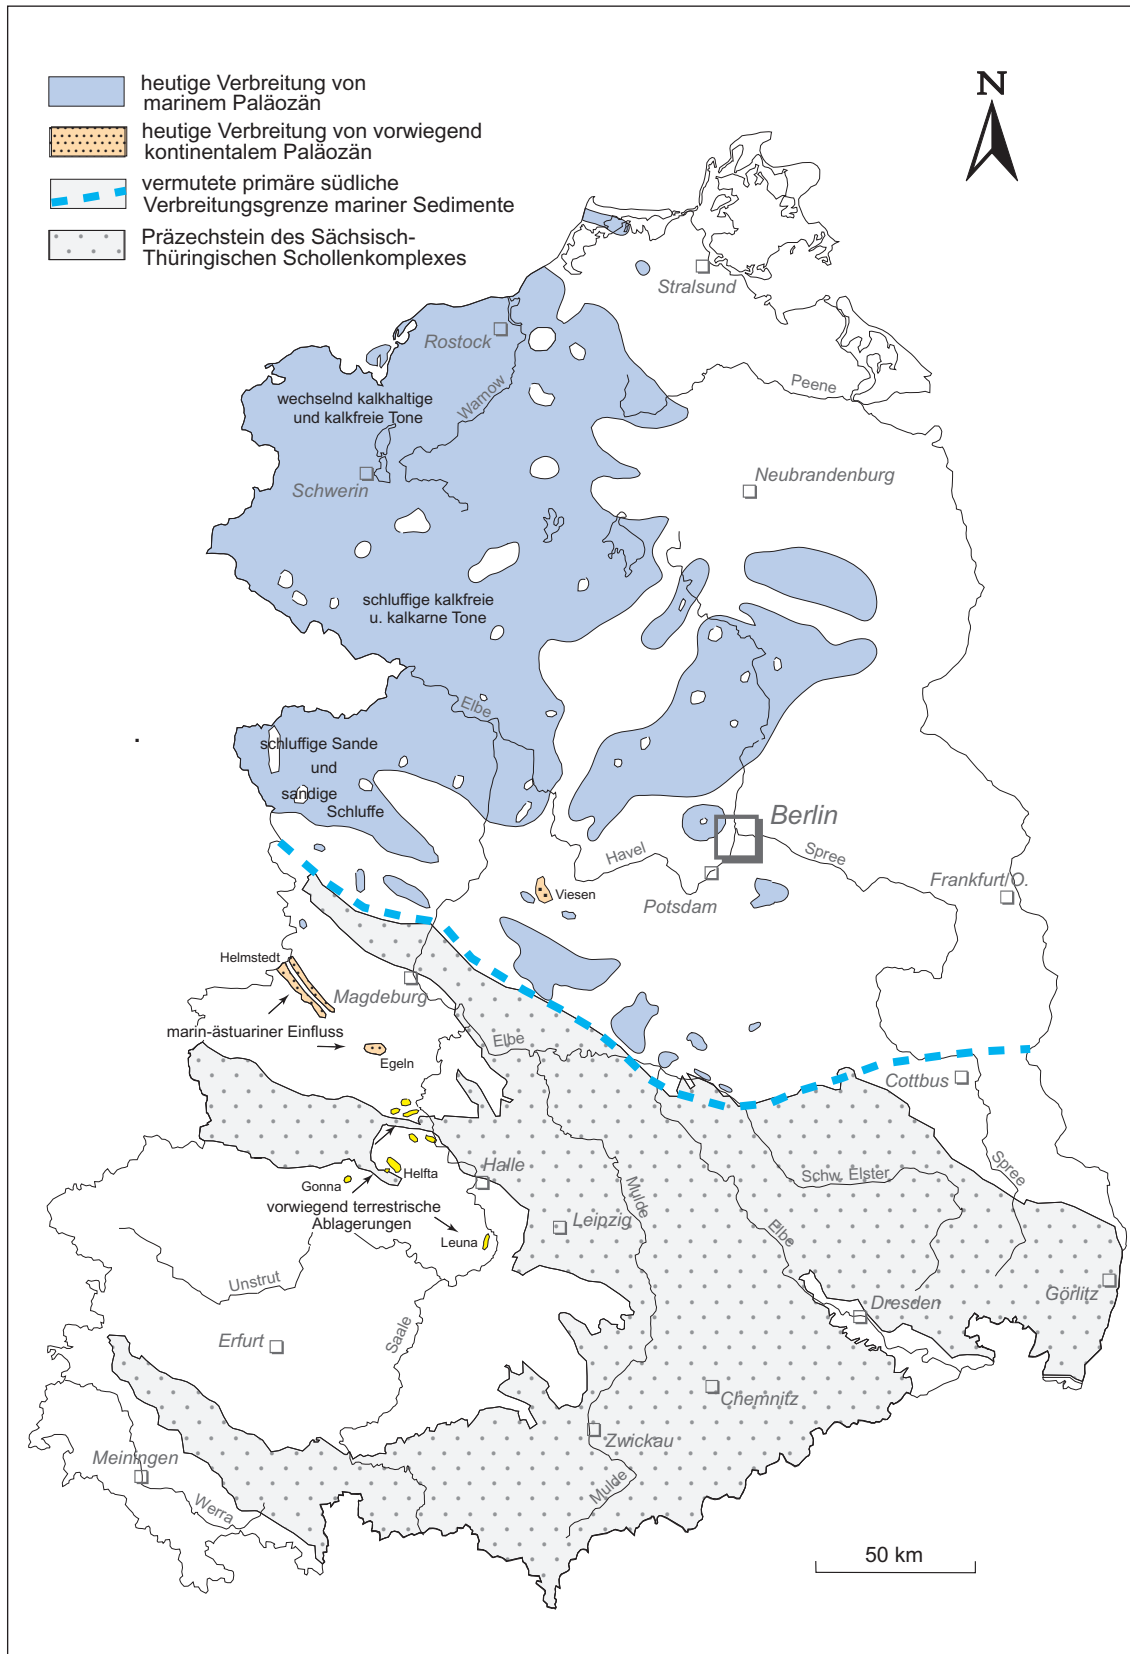 heutige Verbreitung von
marinem Paläozän
heutige Verbreitung von vorwiegend
kontinentalem Paläozän
vermutete primäre südliche
Verbreitungsgrenze mariner Sedimente
Präzechstein des Sächsisch-
Thüringischen Schollenkomplexes
N
Stralsund
Rostock
Peene
Warnow
wechselnd kalkhaltige
und kalkfreie Tone
Schwerin
Neubrandenburg
schluffige kalkfreie
u. kalkarne Tone
Elbe
schluffige Sande
und
sandige
Schluffe
Berlin
Havel
Spree
Potsdam
Frankfurt/O.
Viesen
Helmstedt
Magdeburg
marin-ästuariner Einfluss
Elbe
Egeln
Cottbus
Spree
Helfta
Halle
Gonna
Schw. Elster
Mulde
vorwiegend terrestrische
Ablagerungen
Leipzig
Leuna
Elbe
Unstrut
Görlitz
Dresden
Saale
Erfurt
Chemnitz
Zwickau
Meiningen
Mulde
Werra
50 km